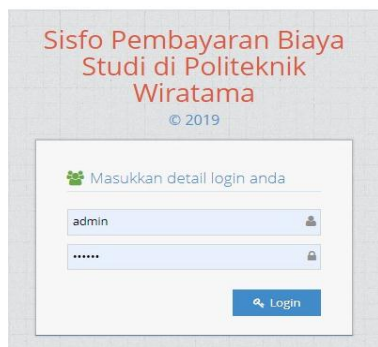 Sisfo Pembayaran Biaya
Studi di Politeknik
Wiratama
© 2019
Masukkan detail login anda
admin
••••••
Login